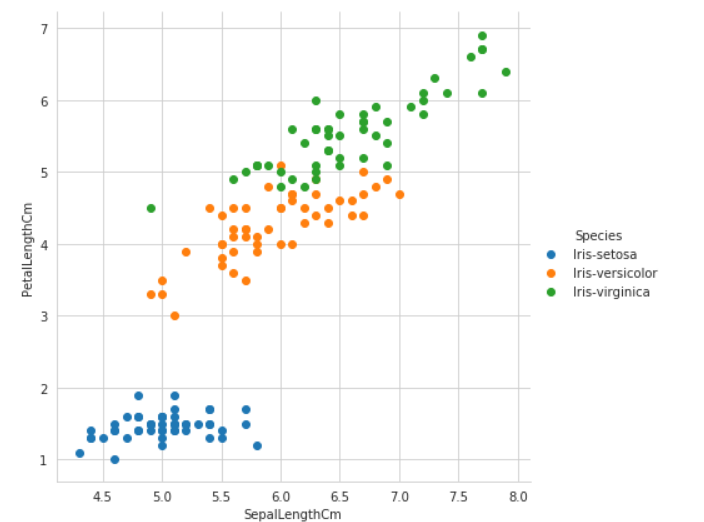 7
6
5
4
3
2
1
PetalLengthCm
4.5 5.0 5.5 6.0 6.5 7.0 7.5 8.0
SepalLengthCm
Species
Iris-setosa
Iris-versicolor
Iris-virginica